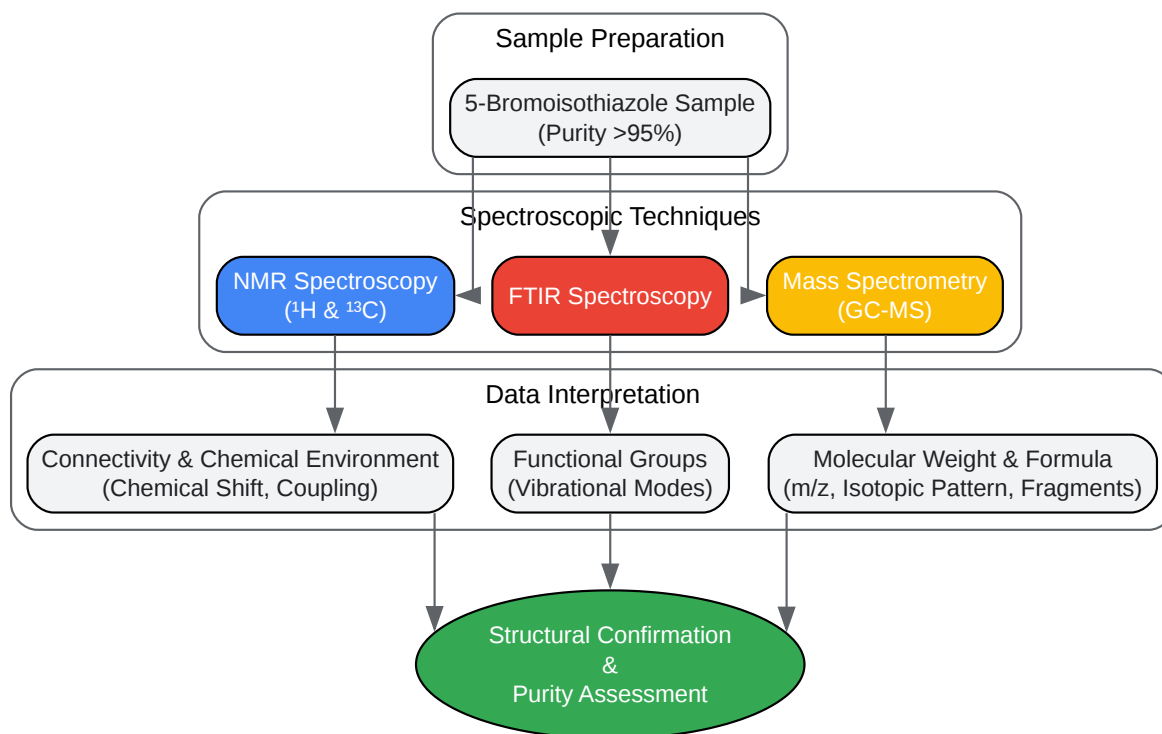 Sample Preparation
5-Bromoisothiazole Sample
(Purity >95%)
Spectroscopic Techniques
NMR Spectroscopy
(¹H & ¹³C)
FTIR Spectroscopy
Mass Spectrometry
(GC-MS)
Data Interpretation
Connectivity & Chemical Environment
(Chemical Shift, Coupling)
Functional Groups
(Vibrational Modes)
Molecular Weight & Formula
(m/z, Isotopic Pattern, Fragments)
Structural Confirmation
&
Purity Assessment